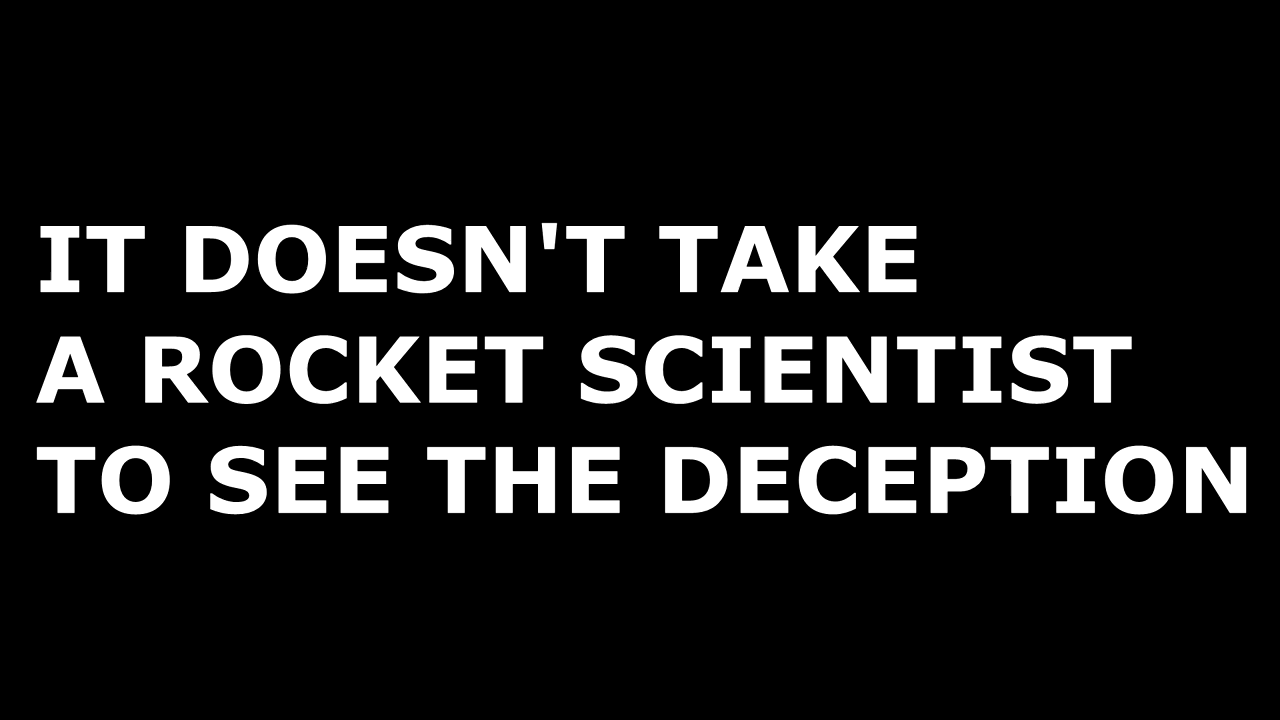 IT DOESN'T TAKE
A ROCKET SCIENTIST
TO SEE THE DECEPTION